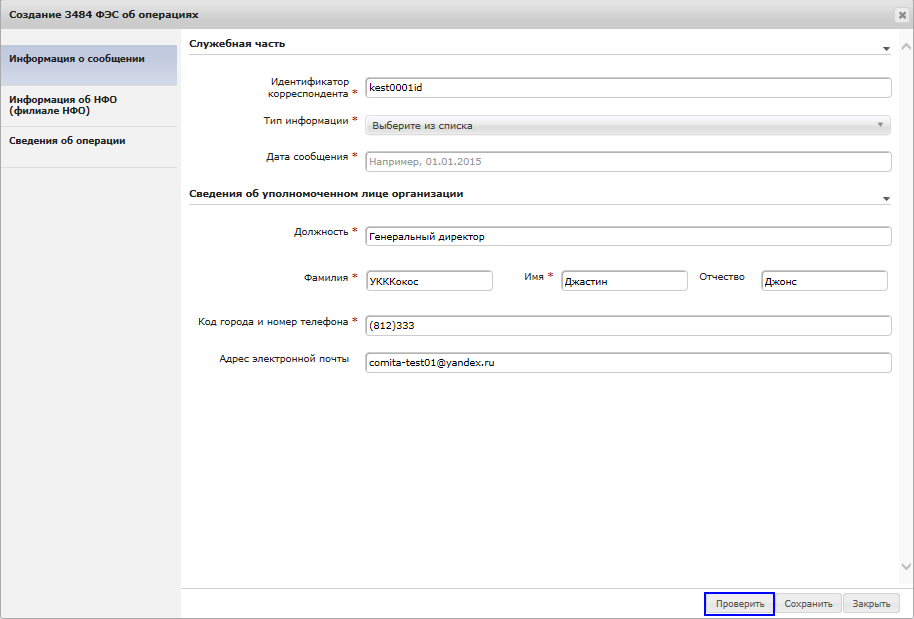 Создание 3484 ФЭС об операциях
Информация о сообщении
Информация об НФО
(филиале НФО)
Сведения об операции
Служебная часть
Идентификатор
корреспондента *
kest0001id
Тип информации *
Выберите из списка
Дата сообщения *
Например, 01.01.2015
Сведения об уполномоченном лице организации
Должность *
Генеральный директор
Фамилия *
УКККокос
Имя *
Джастин
Отчество
Джонс
Код города и номер телефона *
(812)333
Адрес электронной почты
comita-test01@yandex.ru
Проверить
Сохранить
Закрыть